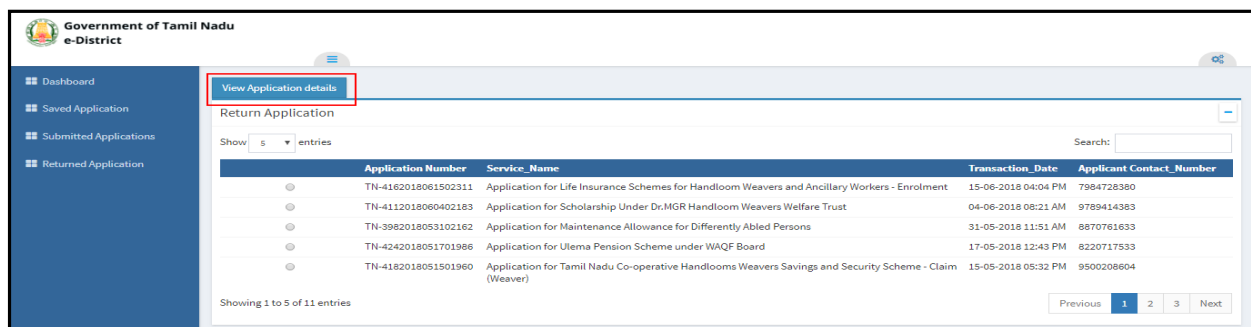 Government of Tamil Nadu
e-District
Dashboard
Saved Application
Submitted Applications
Returned Application
View Application details
Return Application
Show 5 entries
Search:
Application Number Service_Name Transaction_Date Applicant Contact_Number
TN-4162018061502311 Application for Life Insurance Schemes for Handloom Weavers and Ancillary Workers - Enrolment 15-06-2018 04:04 PM 7984728380
TN-4112018060402183 Application for Scholarship Under Dr.MGR Handloom Weavers Welfare Trust 04-06-2018 08:21 AM 9789414383
TN-3982018053102162 Application for Maintenance Allowance for Differently Abled Persons 31-05-2018 11:51 AM 8870761633
TN-4242018051701986 Application for Ulema Pension Scheme under WAQF Board 17-05-2018 12:43 PM 8220717533
TN-4182018051501960 Application for Tamil Nadu Co-operative Handlooms Weavers Savings and Security Scheme - Claim 15-05-2018 05:32 PM 9500208604
(Weaver)
Showing 1 to 5 of 11 entries
Previous 1 2 3 Next